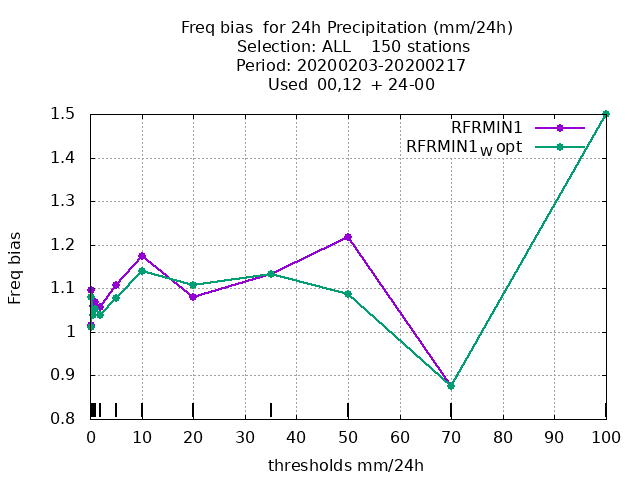 Freq bias  for 24h Precipitation (mm/24h)
Selection: ALL    150 stations
Period: 20200203-20200217
Used  00,12  + 24-00
RFRMIN1
RFRMIN1W opt
1.5
1.4
1.3
1.2
1.1
1
0.9
0.8
Freq bias
0 10 20 30 40 50 60 70 80 90 100
thresholds mm/24h